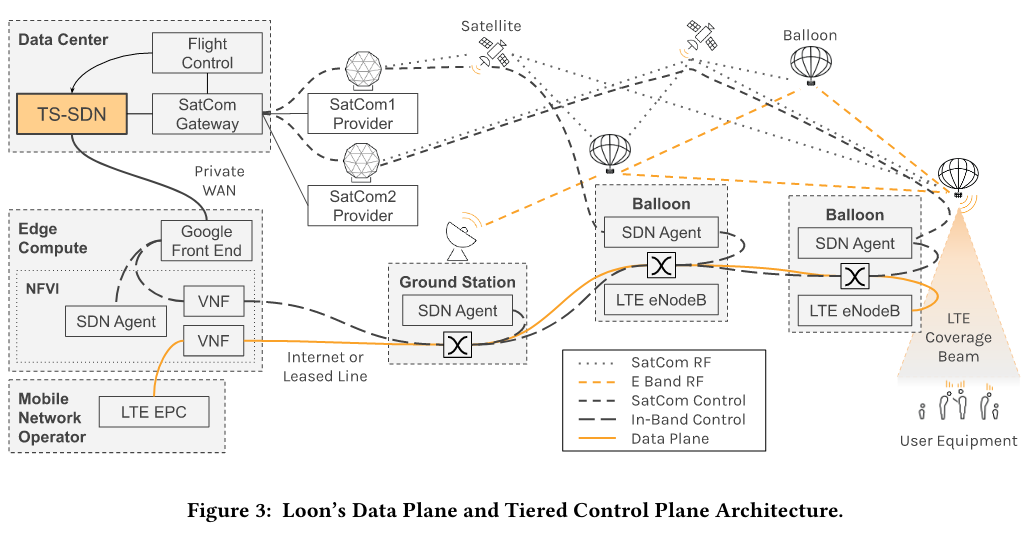 Data Center
Flight
Control
TS-SDN
SatCom
Gateway
SatCom1
Provider
SatCom2
Provider
Satellite
Balloon
Private
WAN
Edge
Compute
Google
Front End
NFVI
SDN Agent
VNF
VNF
Internet or
Leased Line
Mobile
Network
Operator
LTE EPC
Ground Station
SDN Agent
Balloon
SDN Agent
LTE eNodeB
Balloon
SDN Agent
LTE eNodeB
LTE
Coverage
Beam
User Equipment
SatCom RF
E Band RF
SatCom Control
In-Band Control
Data Plane
Figure 3: Loon's Data Plane and Tiered Control Plane Architecture.